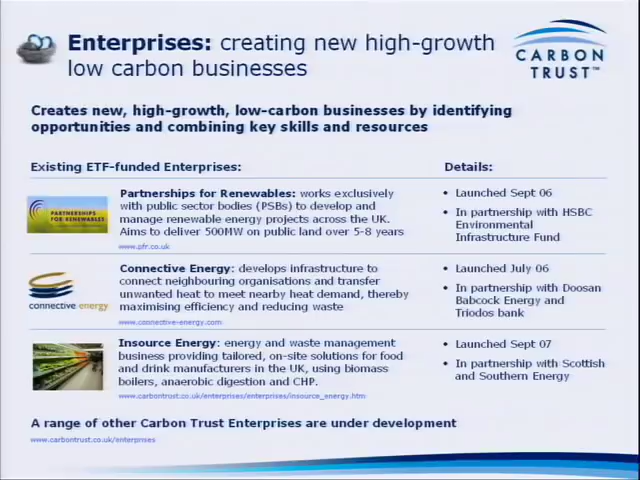 Enterprises: creating new high-growth
low carbon businesses
CARBON
TRUST™
Creates new, high-growth, low-carbon businesses by identifying
opportunities and combining key skills and resources
Existing ETF-funded Enterprises:
Details:
PARTNERSHIPS
FOR RENEWABLES
Partnerships for Renewables: works exclusively
with public sector bodies (PSBs) to develop and
manage renewable energy projects across the UK.
Aims to deliver 500MW on public land over 5-8 years
www.pfr.co.uk
• Launched Sept 06
• In partnership with HSBC
Environmental
Infrastructure Fund
connective energy
Connective Energy: develops infrastructure to
connect neighbouring organisations and transfer
unwanted heat to meet nearby heat demand, thereby
maximising efficiency and reducing waste
www.connective-energy.com
• Launched July 06
• In partnership with Doosan
Babcock Energy and
Triodos bank
Insource Energy: energy and waste management
business providing tailored, on-site solutions for food
and drink manufacturers in the UK, using biomass
boilers, anaerobic digestion and CHP.
www.carbontrust.co.uk/enterprises/enterprises/insource_energy.htm
• Launched Sept 07
• In partnership with Scottish
and Southern Energy
A range of other Carbon Trust Enterprises are under development
www.carbontrust.co.uk/enterprises